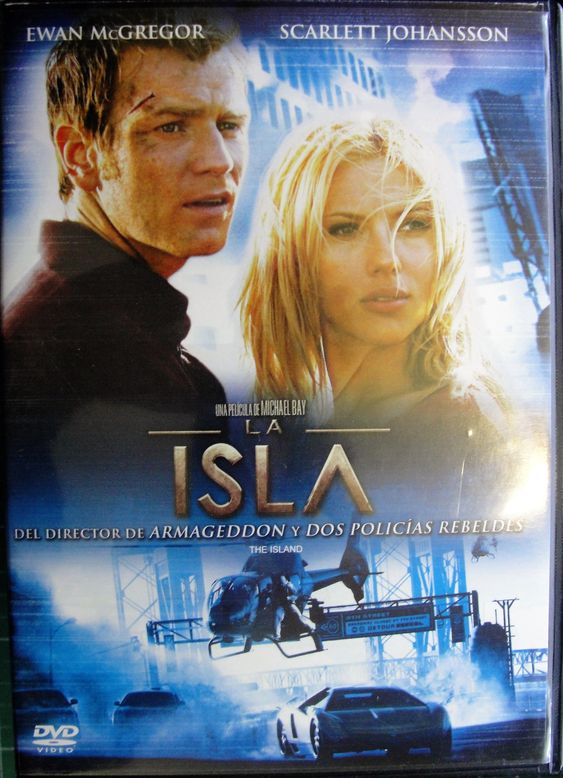 EWAN McGREGOR SCARLETT JOHANSSON
UNA PELÍCULA DE MICHAEL BAY
LA
ISLA
DEL DIRECTOR DE ARMAGEDDON Y DOS POLICÍAS REBELDES
THE ISLAND
DETOUR
DVD
VIDEO